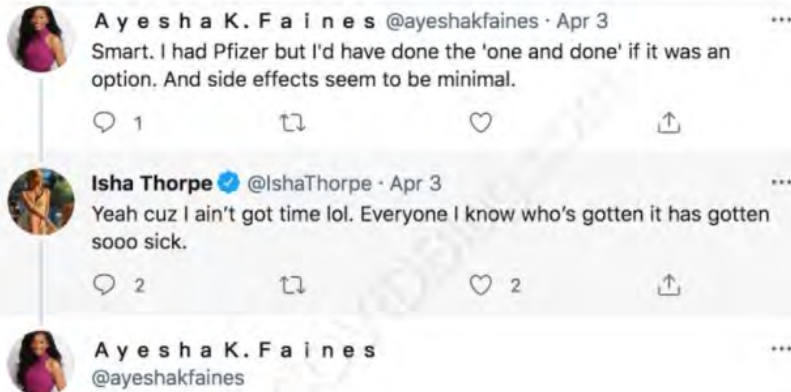 A y e s h a K. F a i n e s @ayeshakfaines · Apr 3
Smart. I had Pfizer but I'd have done the 'one and done' if it was an
option. And side effects seem to be minimal.
1
Isha Thorpe @IshaThorpe · Apr 3
Yeah cuz I ain't got time lol. Everyone I know who's gotten it has gotten
sooo sick.
2 2
A y e s h a K. F a i n e s
@ayeshakfaines